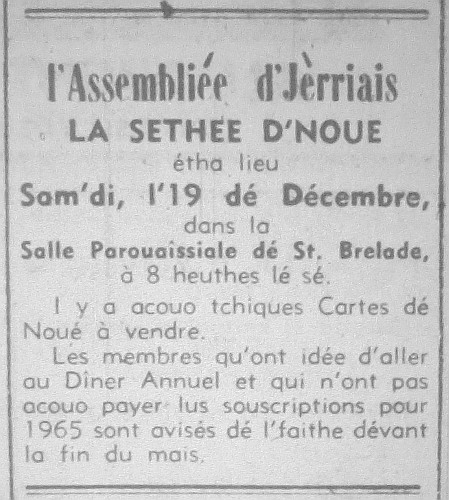 l'Assembliée d'Jèrriais
LA SETHEE D'NOUE
étha lieu
Sam'di, l'19 dé Décembre,
dans la
Salle Parouaissiale dé St. Brelade,
à 8 heuthes lé sé.
I y a acouo tchiques Cartes dé
Noué à vendre.
Les membres qu'ont idée d'aller
au Dîner Annuel et qui n'ont pas
acouo payer lus souscriptions pour
1965 sont avisés dé l'faithe dévant
la fin du mais.